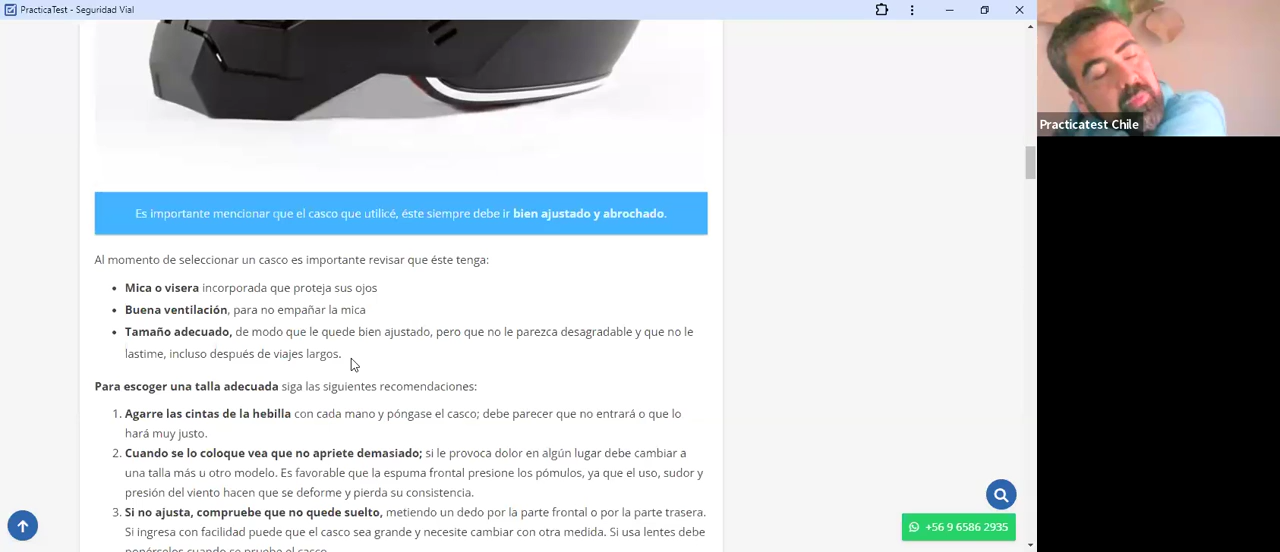 PracticaTest - Seguridad Vial
Practicatest Chile
Es importante mencionar que el casco que utilicé, éste siempre debe ir bien ajustado y abrochado.
Al momento de seleccionar un casco es importante revisar que éste tenga:
• Mica o visera incorporada que proteja sus ojos
• Buena ventilación, para no empañar la mica
• Tamaño adecuado, de modo que le quede bien ajustado, pero que no le parezca desagradable y que no le
lastime, incluso después de viajes largos.
Para escoger una talla adecuada siga las siguientes recomendaciones:
1. Agarre las cintas de la hebilla con cada mano y póngase el casco; debe parecer que no entrará o que lo
hará muy justo.
2. Cuando se lo coloque vea que no apriete demasiado; si le provoca dolor en algún lugar debe cambiar a
una talla más u otro modelo. Es favorable que la espuma frontal presione los pómulos, ya que el uso, sudor y
presión del viento hacen que se deforme y pierda su consistencia.
3. Si no ajusta, compruebe que no quede suelto, metiendo un dedo por la parte frontal o por la parte trasera.
Si ingresa con facilidad puede que el casco sea grande y necesite cambiar con otra medida. Si usa lentes debe
ponérselos cuando se pruebe el casco.
+56 9 6586 2935